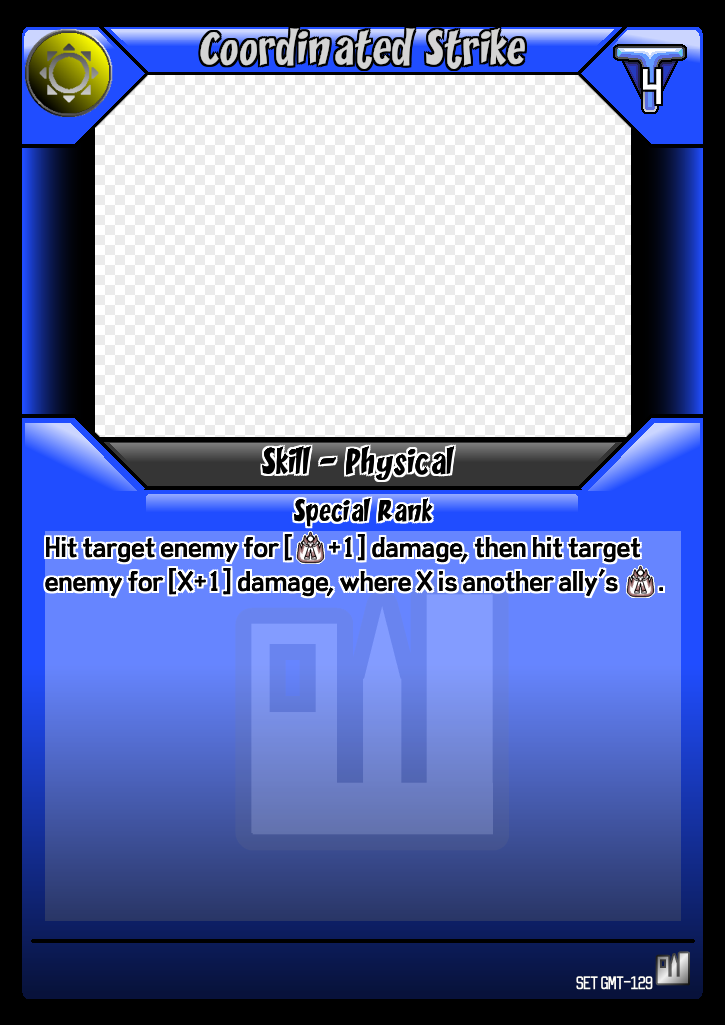 Coordinated Strike
4
Skill - Physical
Special Rank
Hit target enemy for [ +1] damage, then hit target
enemy for [X+1] damage, where X is another ally's .
SET GMT-129